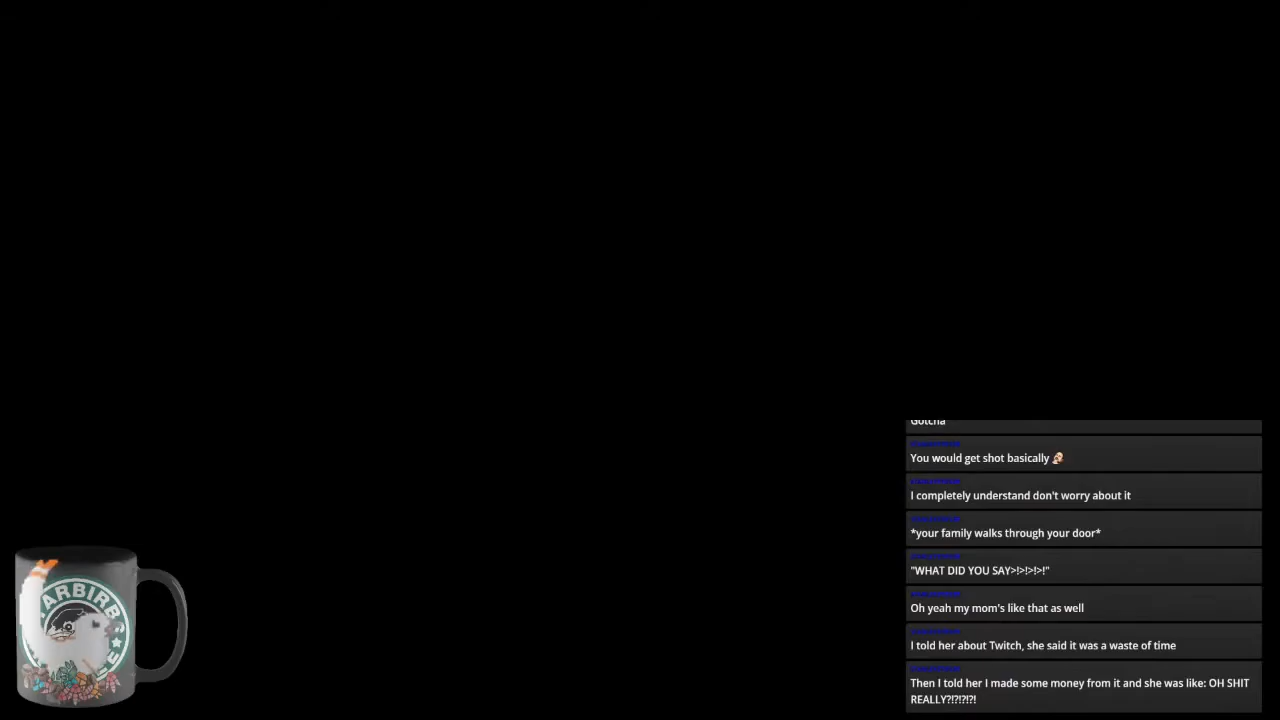 Gotcha
You would get shot basically
I completely understand don't worry about it
*your family walks through your door*
"WHAT DID YOU SAY>!>!>!>!"
Oh yeah my mom's like that as well
I told her about Twitch, she said it was a waste of time
Then I told her I made some money from it and she was like: OH SHIT
REALLY?!?!?!?!
ARBIRB